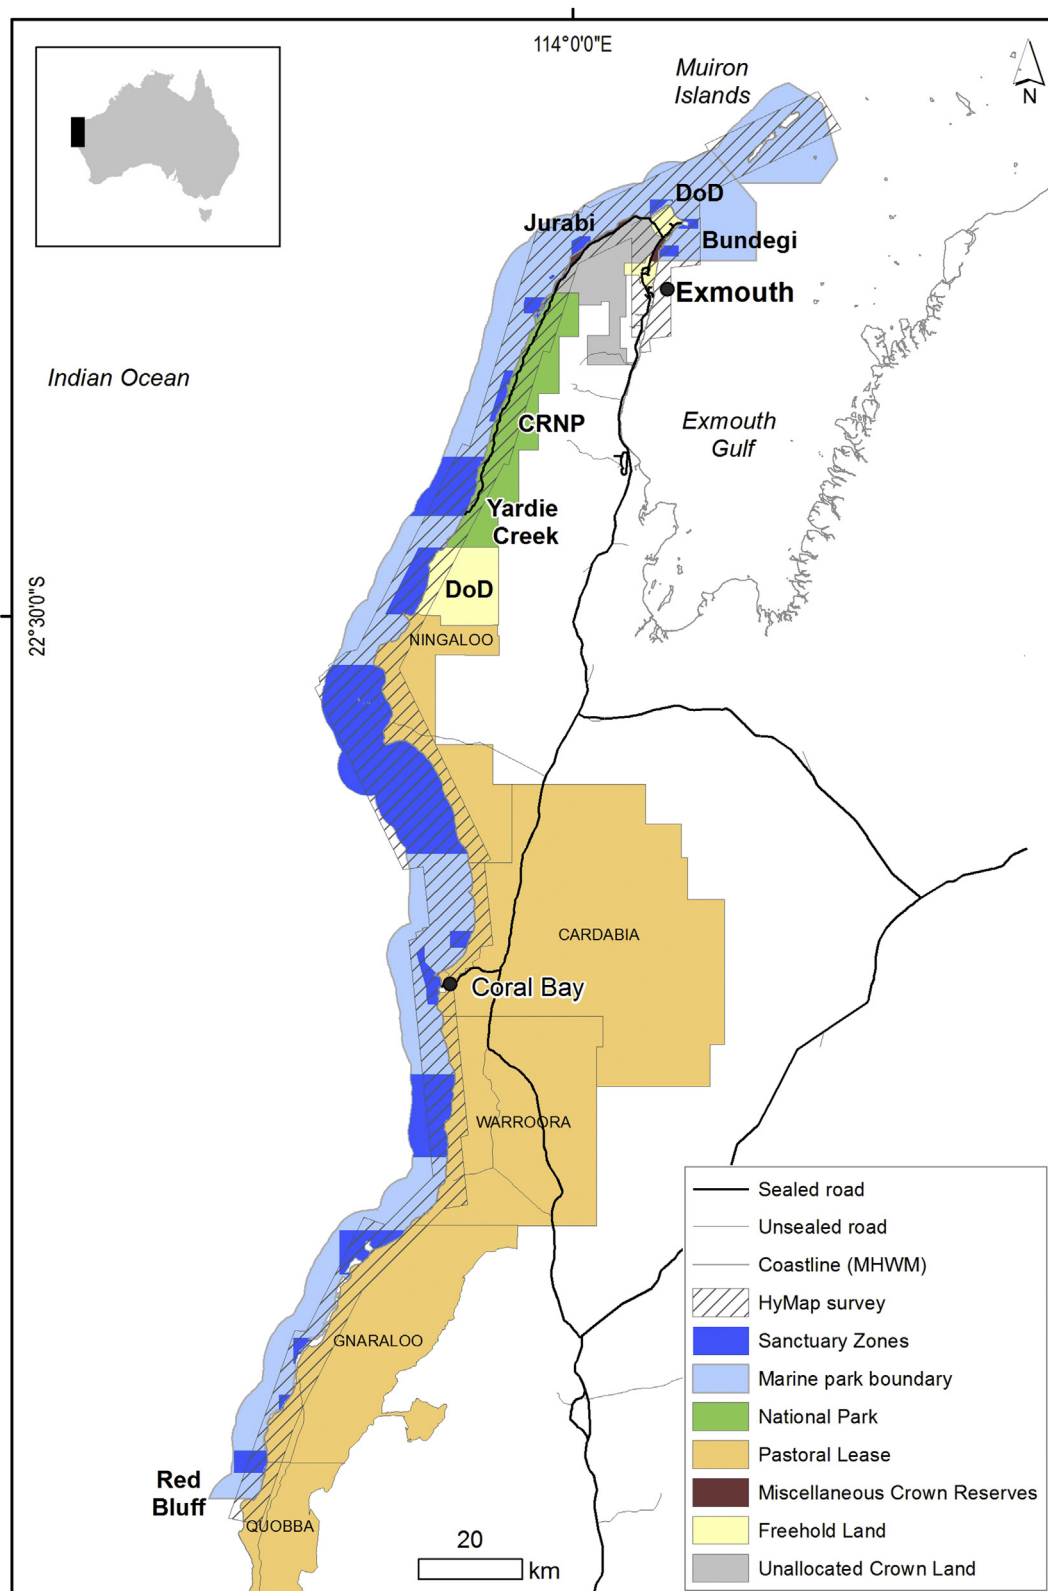 114°0'0"E
Muiron
Islands
N
DoD
Jurabi
Bundegi
Exmouth
Indian Ocean
CRNP
Exmouth
Gulf
Yardie
Creek
DoD
22°30'0"S
NINGALOO
CARDABIA
Coral Bay
WARROORA
GNARALOO
Red
Bluff
QUOBBA
20
km
Sealed road
Unsealed road
Coastline (MHWM)
HyMap survey
Sanctuary Zones
Marine park boundary
National Park
Pastoral Lease
Miscellaneous Crown Reserves
Freehold Land
Unallocated Crown Land